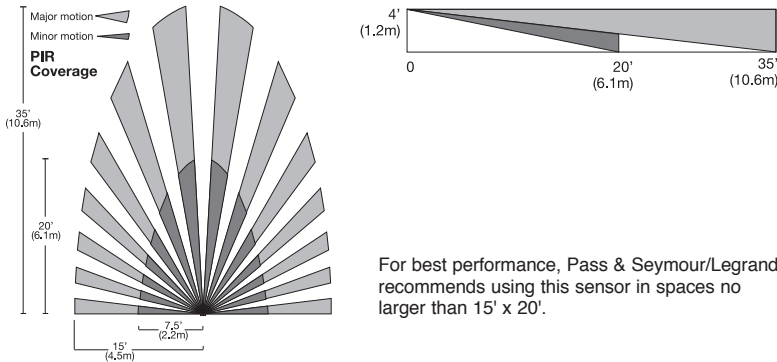 Major motion
Minor motion
PIR
Coverage
35'
(10.6m)
20'
(6.1m)
7.5'
(2.2m)
15'
(4.5m)
4'
(1.2m)
0
20'
(6.1m)
35'
(10.6m)
For best performance, Pass & Seymour/Legrand
recommends using this sensor in spaces no
larger than 15' x 20'.